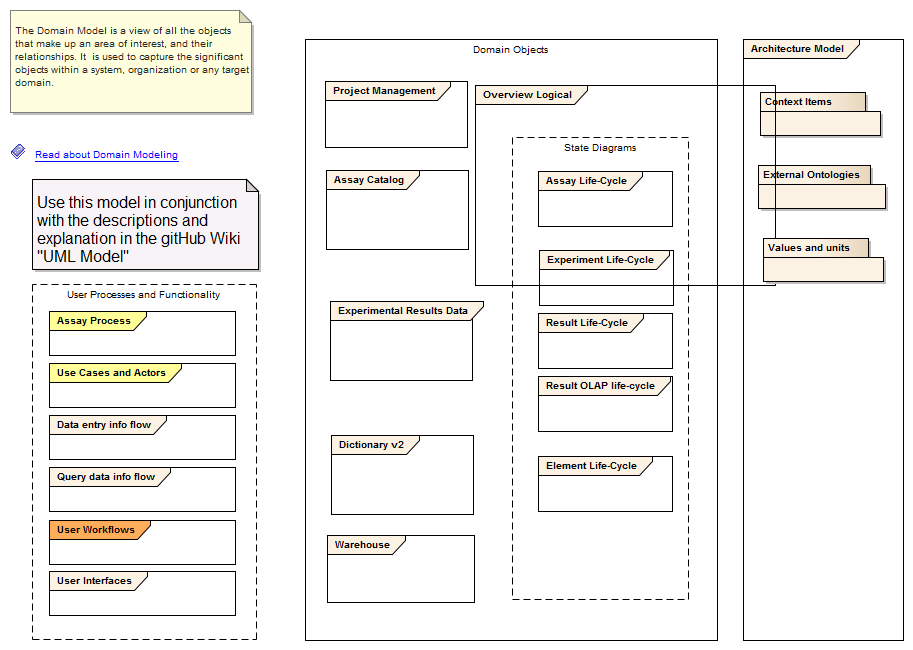 The Domain Model is a view of all the objects
that make up an area of interest, and their
relationships. It is used to capture the significant
objects within a system, organization or any target
domain.
Read about Domain Modeling
Use this model in conjunction
with the descriptions and
explanation in the gitHub Wiki
"UML Model"
User Processes and Functionality
Assay Process
Use Cases and Actors
Data entry info flow
Query data info flow
User Workflows
User Interfaces
Domain Objects
Project Management
Assay Catalog
Experimental Results Data
Dictionary v2
Warehouse
Overview Logical
State Diagrams
Assay Life-Cycle
Experiment Life-Cycle
Result Life-Cycle
Result OLAP life-cycle
Element Life-Cycle
Architecture Model
Context Items
External Ontologies
Values and units